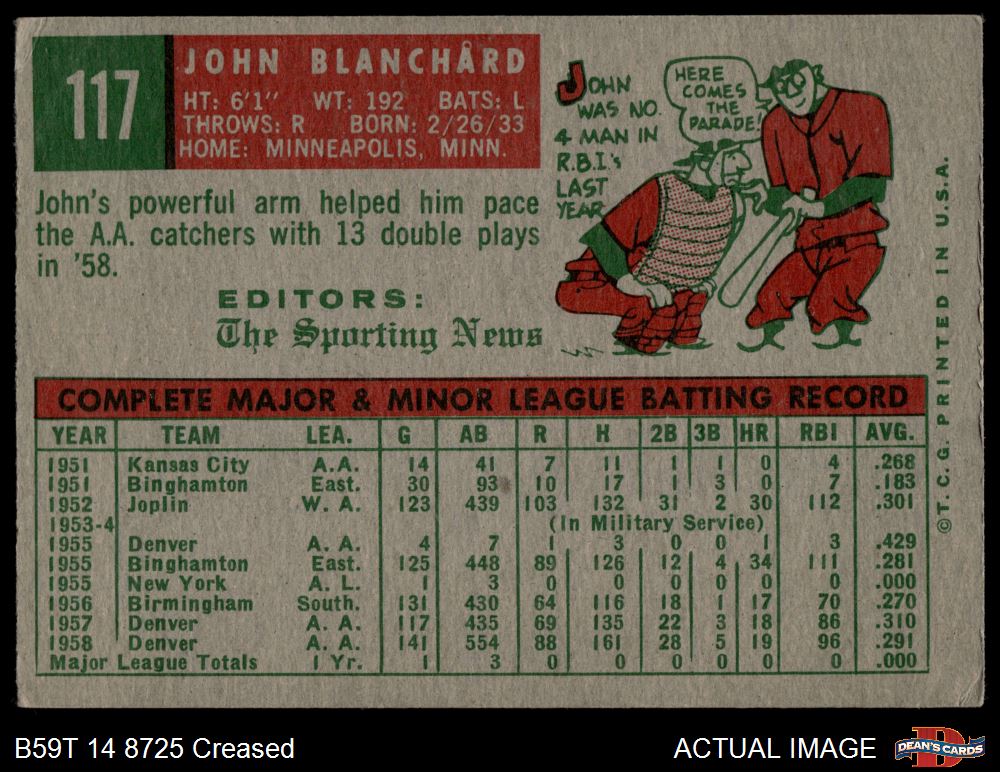 117
JOHN BLANCHARD
HT: 6'1" WT: 192 BATS: L
THROWS: R BORN: 2/26/33
HOME: MINNEAPOLIS, MINN.
John's powerful arm helped him pace
the A.A. catchers with 13 double plays
in '58.
EDITORS:
The Sporting News
JOHN
WAS NO.
4 MAN IN
R.B.I.'s
LAST
YEAR
HERE
COMES
THE
PARADE!
COMPLETE MAJOR & MINOR LEAGUE BATTING RECORD
YEAR TEAM LEA. G AB R H 2B 3B HR RBI AVG.
1951 Kansas City A.A. 14 41 7 11 1 1 0 4 .268
1951 Binghamton East. 30 93 10 17 1 3 0 7 .183
1952 Joplin W. A. 123 439 103 132 31 2 30 112 .301
1953-4 (In Military Service)
1955 Denver A. A. 4 7 1 3 0 0 1 3 .429
1955 Binghamton East. 125 448 89 126 12 4 34 111 .281
1955 New York A. L. 1 3 0 0 0 0 0 0 .000
1956 Birmingham South. 131 430 64 116 18 1 17 70 .270
1957 Denver A. A. 117 435 69 135 22 3 18 86 .310
1958 Denver A. A. 141 554 88 161 28 5 19 96 .291
Major League Totals 1 Yr. 1 3 0 0 0 0 0 0 .000
©T.C.G. PRINTED IN U.S.A.
B59T 14 8725 Creased
ACTUAL IMAGE
DEAN'S CARDS